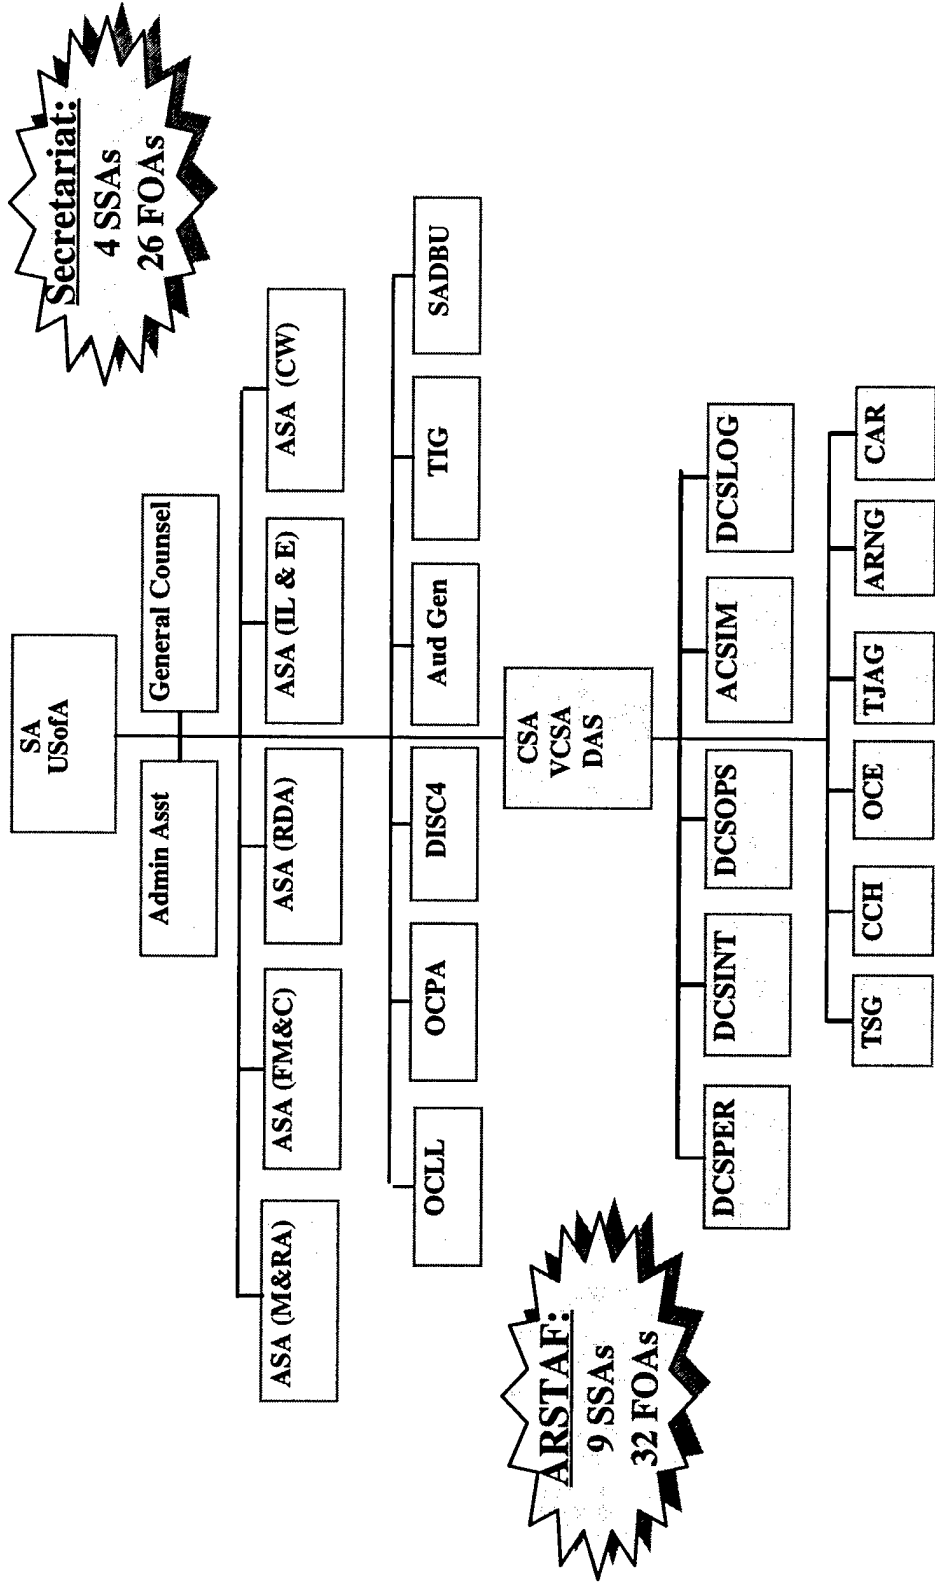 Secretariat:
4 SSAs
26 FOAs
SA
USofA
Admin Asst
General Counsel
ASA (M&RA)
ASA (FM&C)
ASA (RDA)
ASA (IL & E)
ASA (CW)
OCLL
OCPA
DISC4
Aud Gen
TIG
SADBU
CSA
VCSA
DAS
ARSTAF:
9 SSAs
32 FOAs
DCSPER
DCSINT
DCSOPS
ACSIM
DCSLOG
TSG
CCH
OCE
TJAG
ARNG
CAR